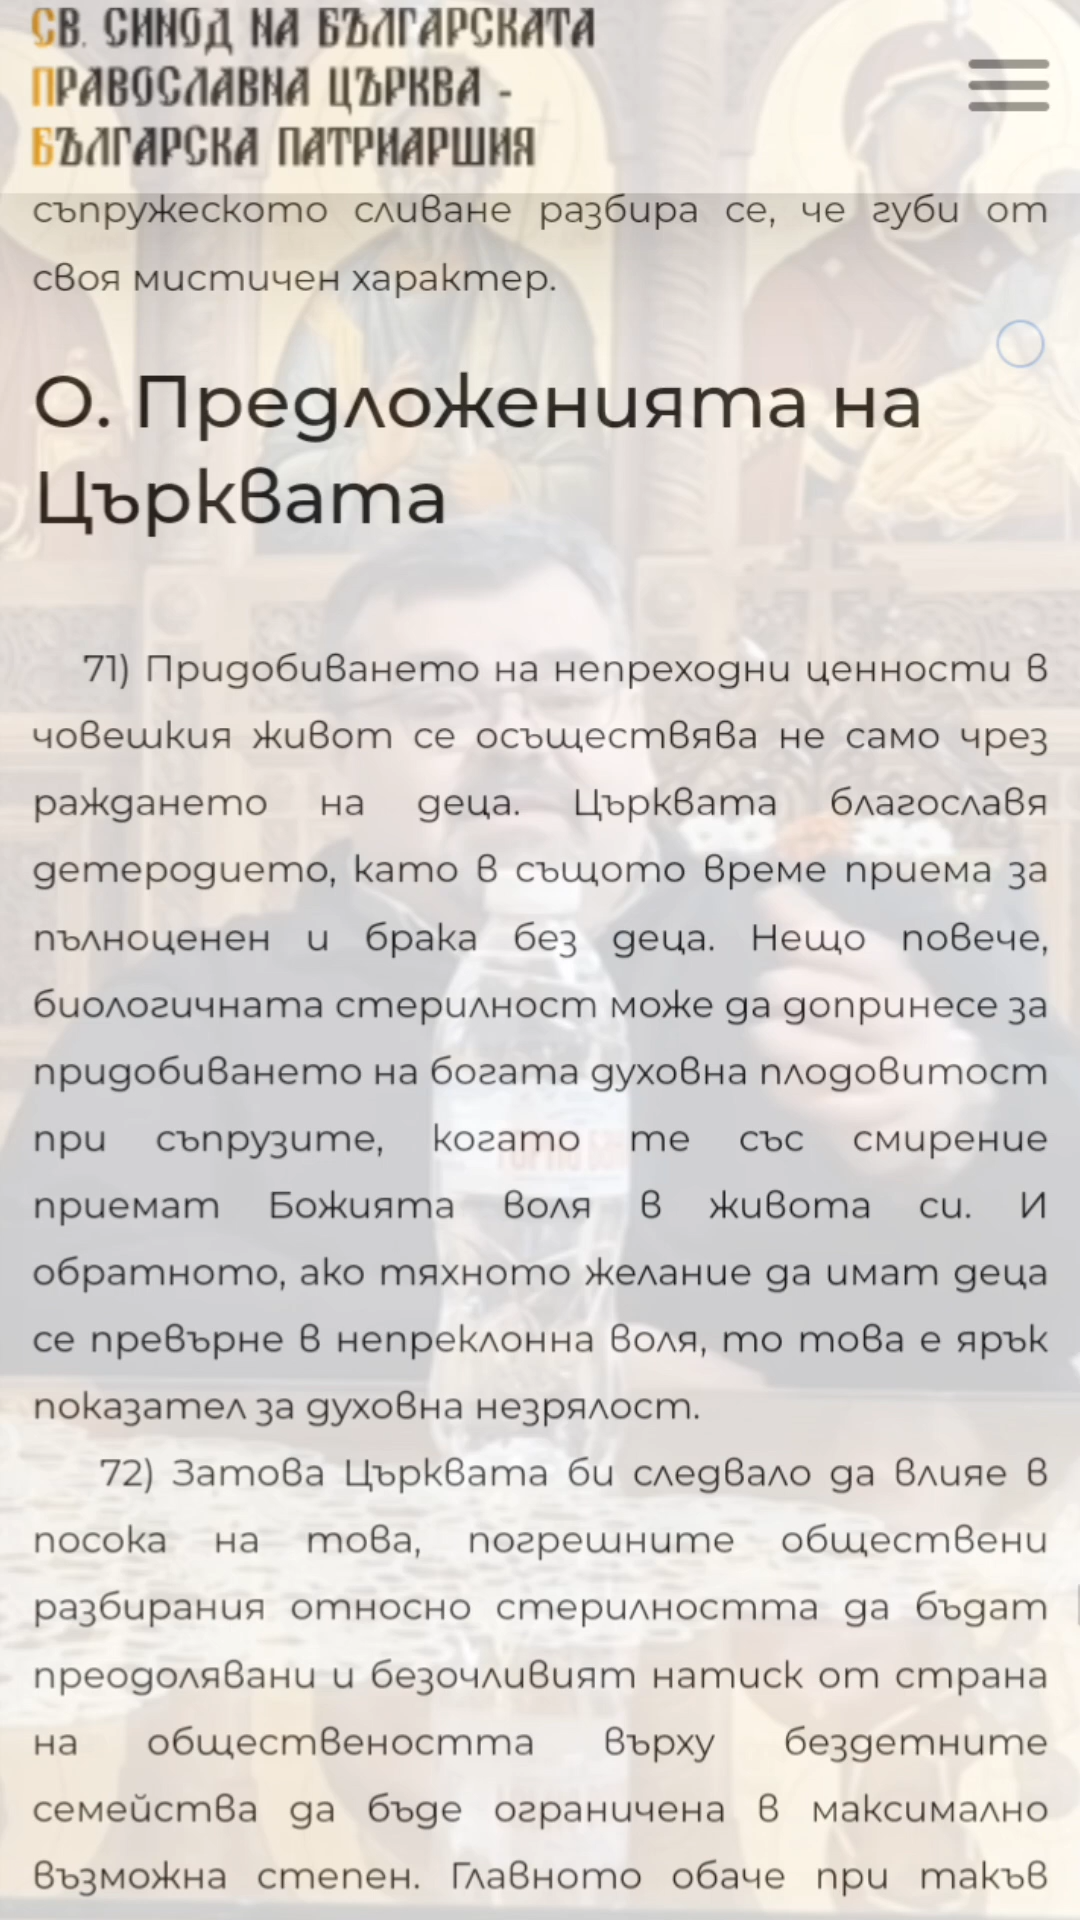 СВ. СИНОД НА БЪЛГАРСКАТА
ПРАВОСЛАВНА ЦЪРКВА -
БЪЛГАРСКА ПАТРИАРШИЯ
съпружеското сливане разбира се, че губи от
своя мистичен характер.
О. Предложенията на
Църквата
71) Придобиването на непреходни ценности в
човешкия живот се осъществява не само чрез
раждането на деца. Църквата благославя
детеродието, като в същото време приема за
пълноценен и брака без деца. Нещо повече,
биологичната стерилност може да допринесе за
придобиването на богата духовна плодовитост
при съпрузите, когато те със смирение
приемат Божията воля в живота си. И
обратното, ако тяхното желание да имат деца
се превърне в непреклонна воля, то това е ярък
показател за духовна незрялост.
72) Затова Църквата би следвало да влияе в
посока на това, погрешните обществени
разбирания относно стерилността да бъдат
преодолявани и безочливият натиск от страна
на обществеността върху бездетните
семейства да бъде ограничена в максимално
възможна степен. Главното обаче при такъв